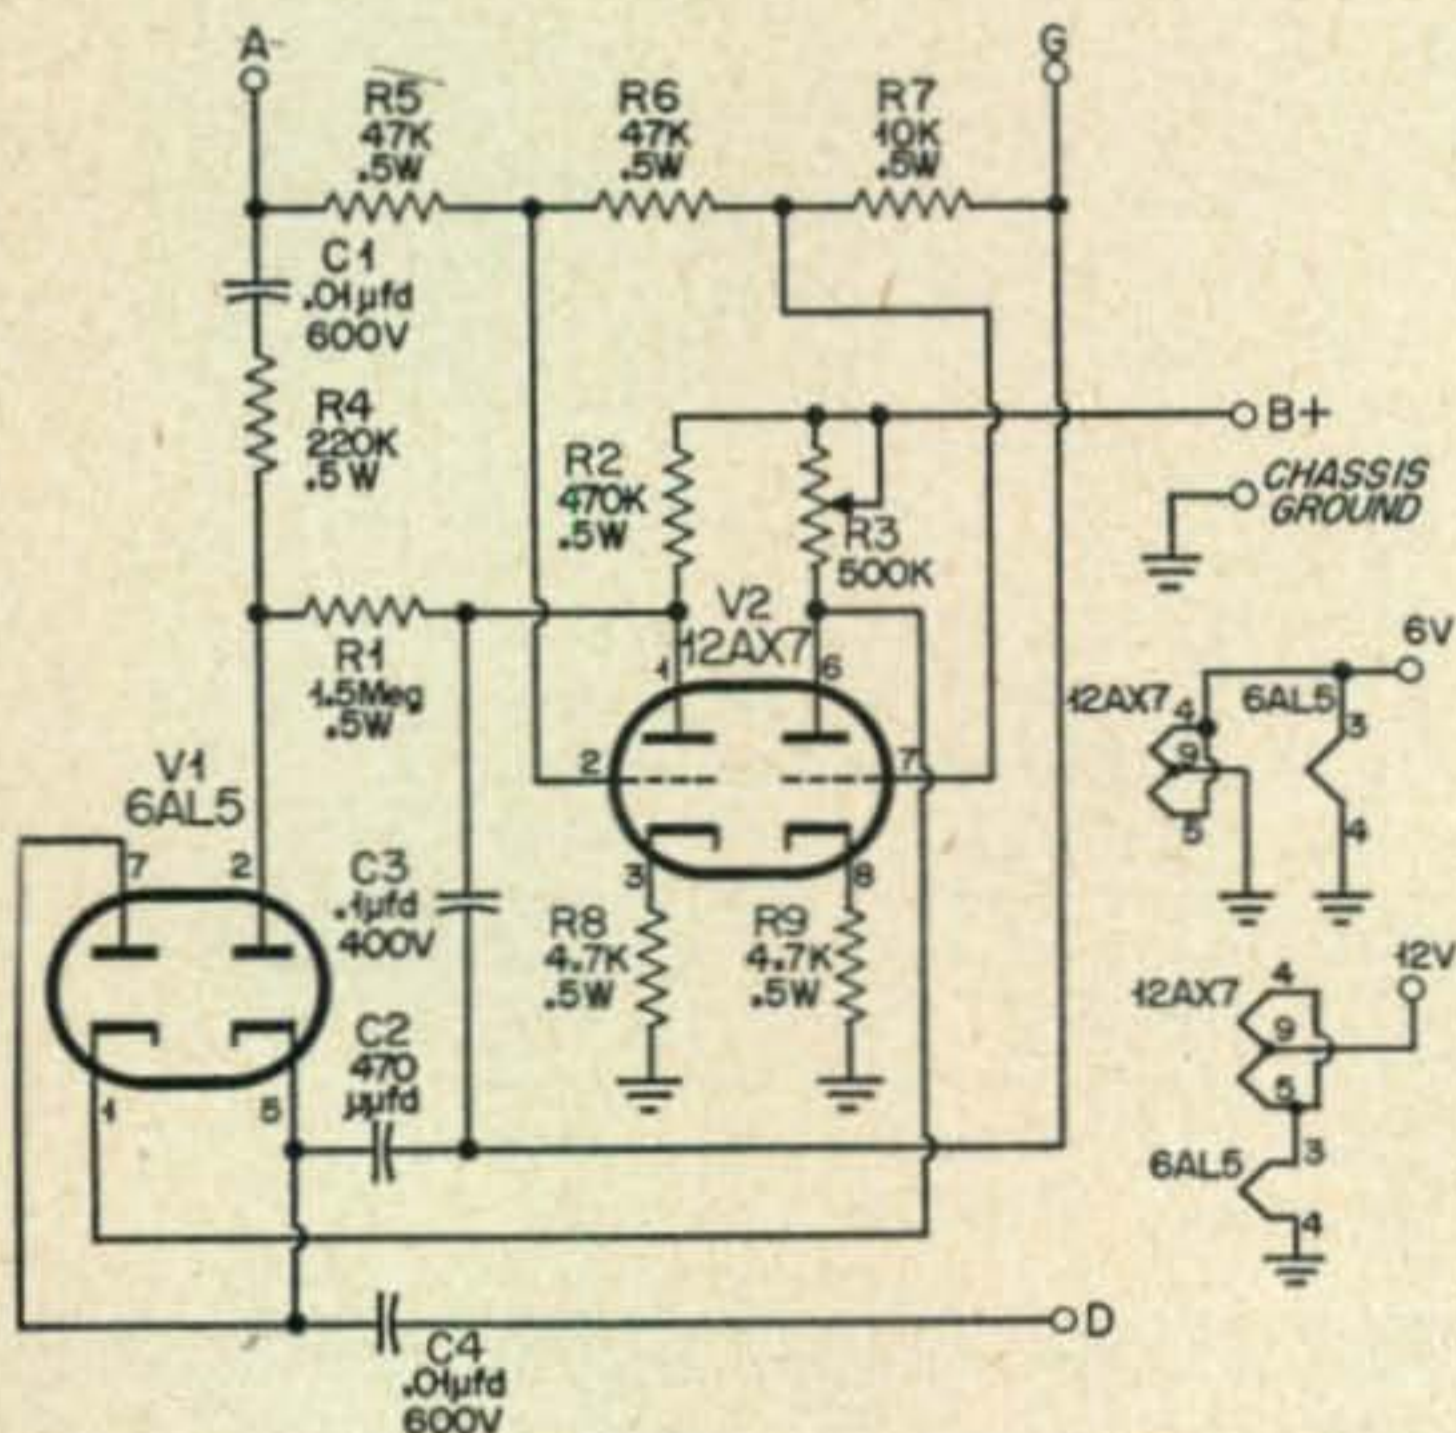 A
G
R5
47K
.5W
R6
47K
.5W
R7
10K
.5W
C1
.01µfd
600V
R4
220K
.5W
R2
470K
.5W
R3
500K
B+
CHASSIS
GROUND
R1
1.5Meg
.5W
V2
12AX7
1
6
2
7
3
8
6V
12AX7
4
9
5
6AL5
3
4
V1
6AL5
7
2
1
5
C3
.1µfd
400V
R8
4.7K
.5W
R9
4.7K
.5W
C2
470
µµfd
12V
12AX7
4
9
5
6AL5
3
4
D
C4
.01µfd
600V